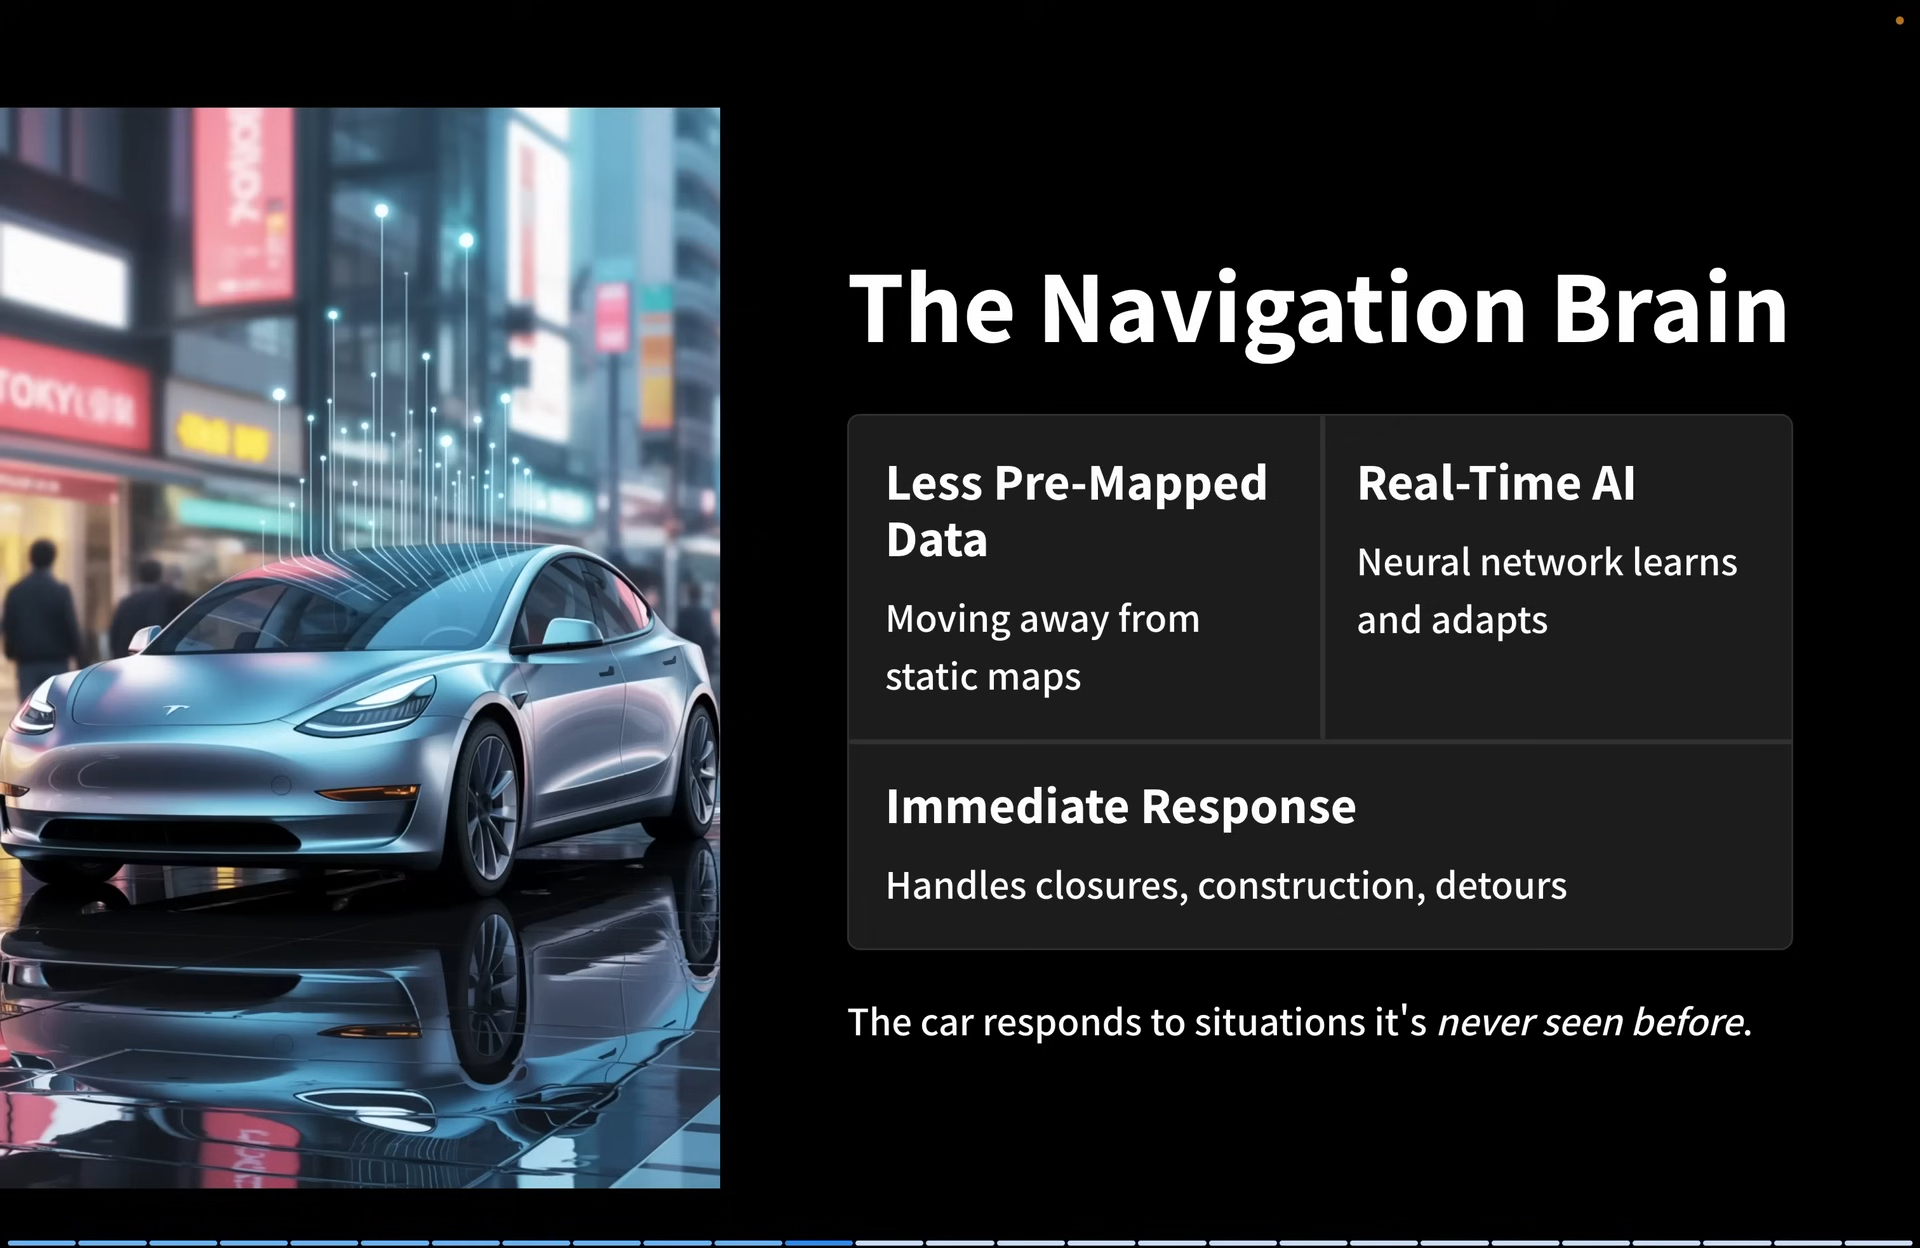 The Navigation Brain
Less Pre-Mapped
Data
Moving away from
static maps
Real-Time AI
Neural network learns
and adapts
Immediate Response
Handles closures, construction, detours
The car responds to situations it's never seen before.